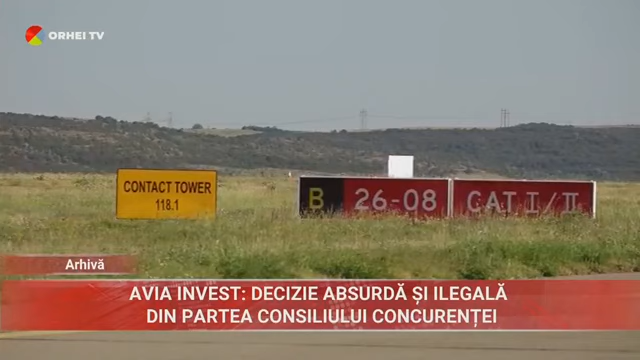 ORHEI TV
CONTACT TOWER
118.1
B 26-08 CAT I/II
Arhivă
AVIA INVEST: DECIZIE ABSURDĂ ȘI ILEGALĂ
DIN PARTEA CONSILIULUI CONCURENȚEI